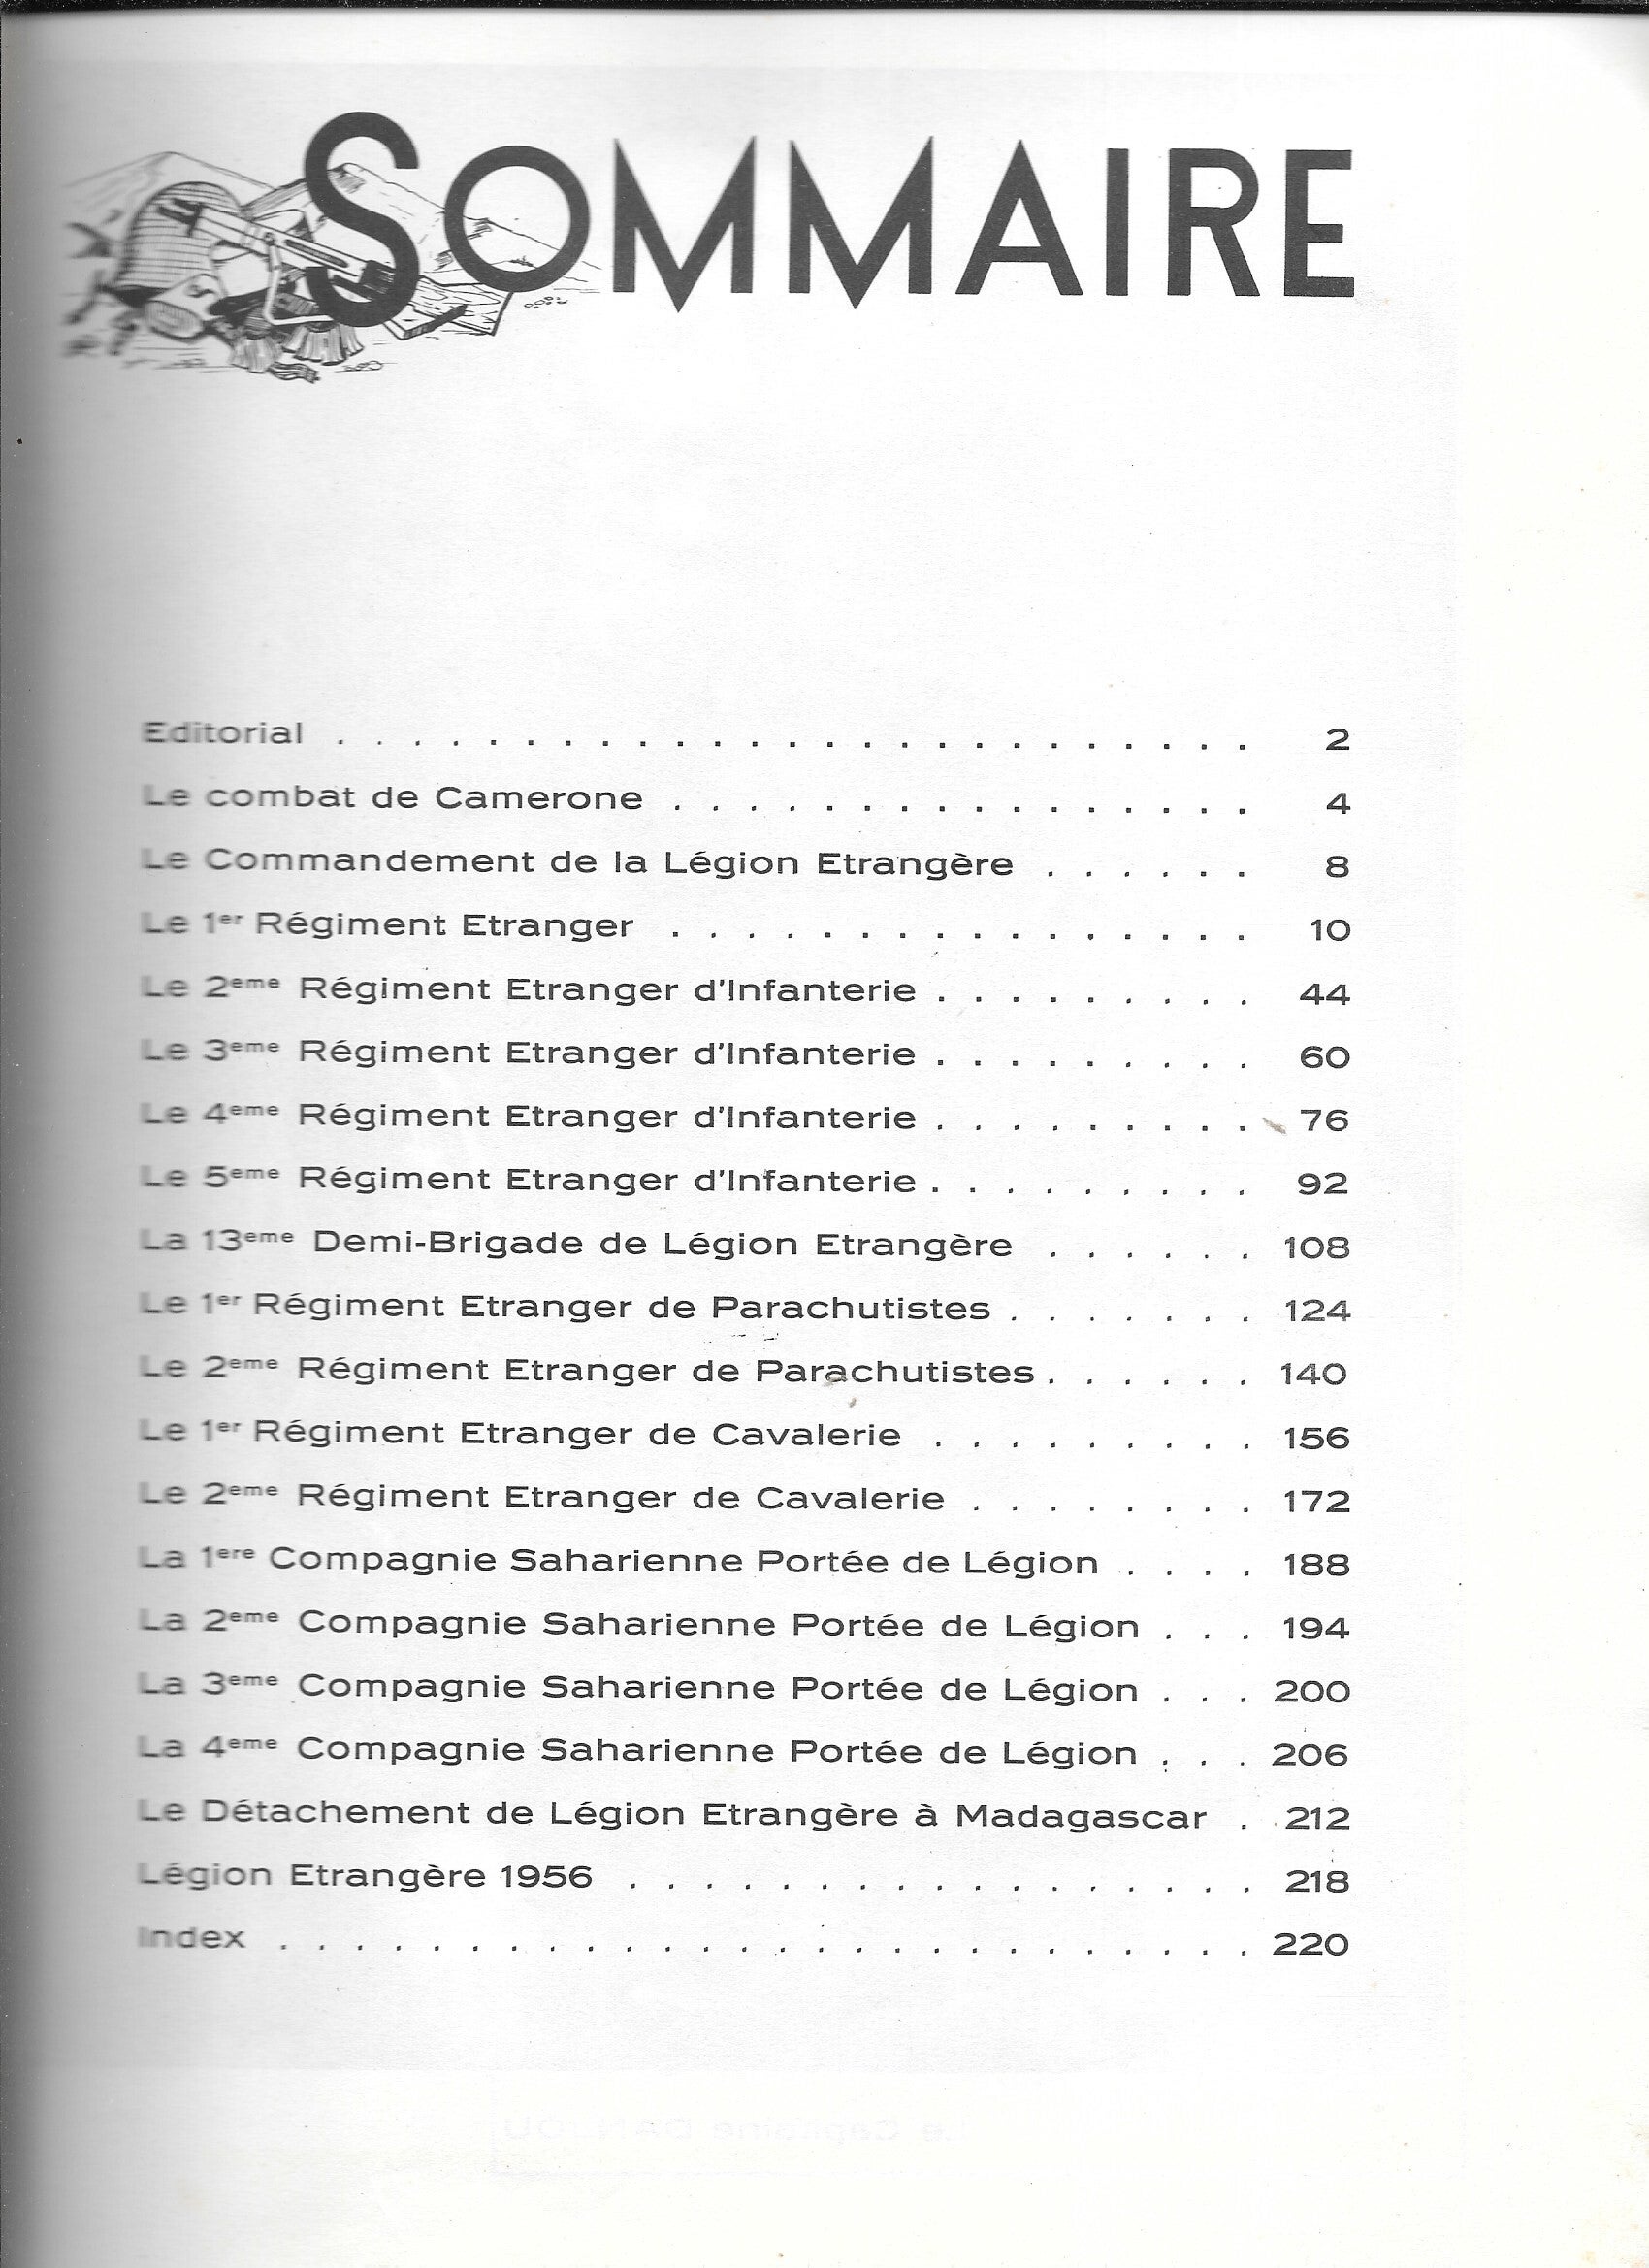 SOMMAIRE
Editorial . . . . . . . . . . . . . . . . . . . . . . . . . 2
Le combat de Camerone . . . . . . . . . . . . . . . . 4
Le Commandement de la Légion Etrangère . . . . . . 8
Le 1er Régiment Etranger . . . . . . . . . . . . . . . . 10
Le 2eme Régiment Etranger d'Infanterie . . . . . . . . . 44
Le 3eme Régiment Etranger d'Infanterie . . . . . . . . . 60
Le 4eme Régiment Etranger d'Infanterie . . . . . . . . . 76
Le 5eme Régiment Etranger d'Infanterie . . . . . . . . . 92
La 13eme Demi-Brigade de Légion Etrangère . . . . . . 108
Le 1er Régiment Etranger de Parachutistes . . . . . . . 124
Le 2eme Régiment Etranger de Parachutistes . . . . . . 140
Le 1er Régiment Etranger de Cavalerie . . . . . . . . . 156
Le 2eme Régiment Etranger de Cavalerie . . . . . . . . 172
La 1ere Compagnie Saharienne Portée de Légion . . . . 188
La 2eme Compagnie Saharienne Portée de Légion . . . 194
La 3eme Compagnie Saharienne Portée de Légion . . . 200
La 4eme Compagnie Saharienne Portée de Légion . . . 206
Le Détachement de Légion Etrangère à Madagascar . 212
Légion Etrangère 1956 . . . . . . . . . . . . . . . . . 218
Index . . . . . . . . . . . . . . . . . . . . . . . . . . 220